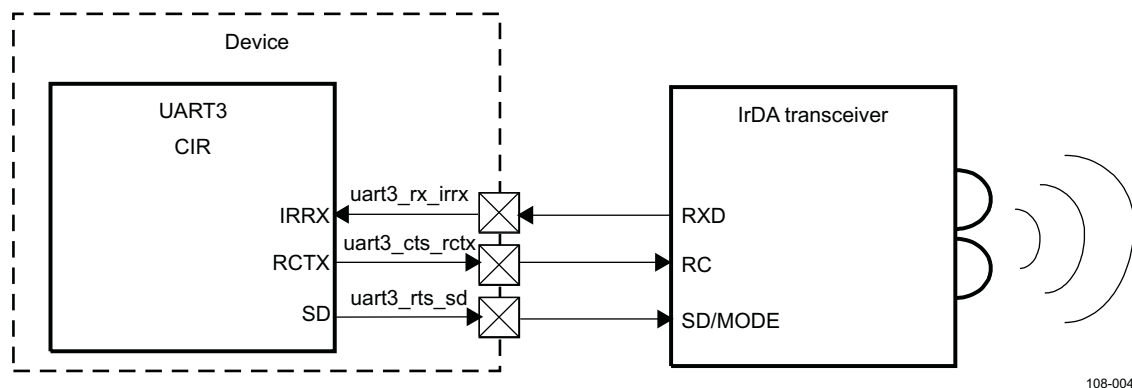 Device
UART3
CIR
IrDA transceiver
uart3_rx_irrx
IRRX
RXD
uart3_cts_rctx
RCTX
RC
uart3_rts_sd
SD
SD/MODE
108-004